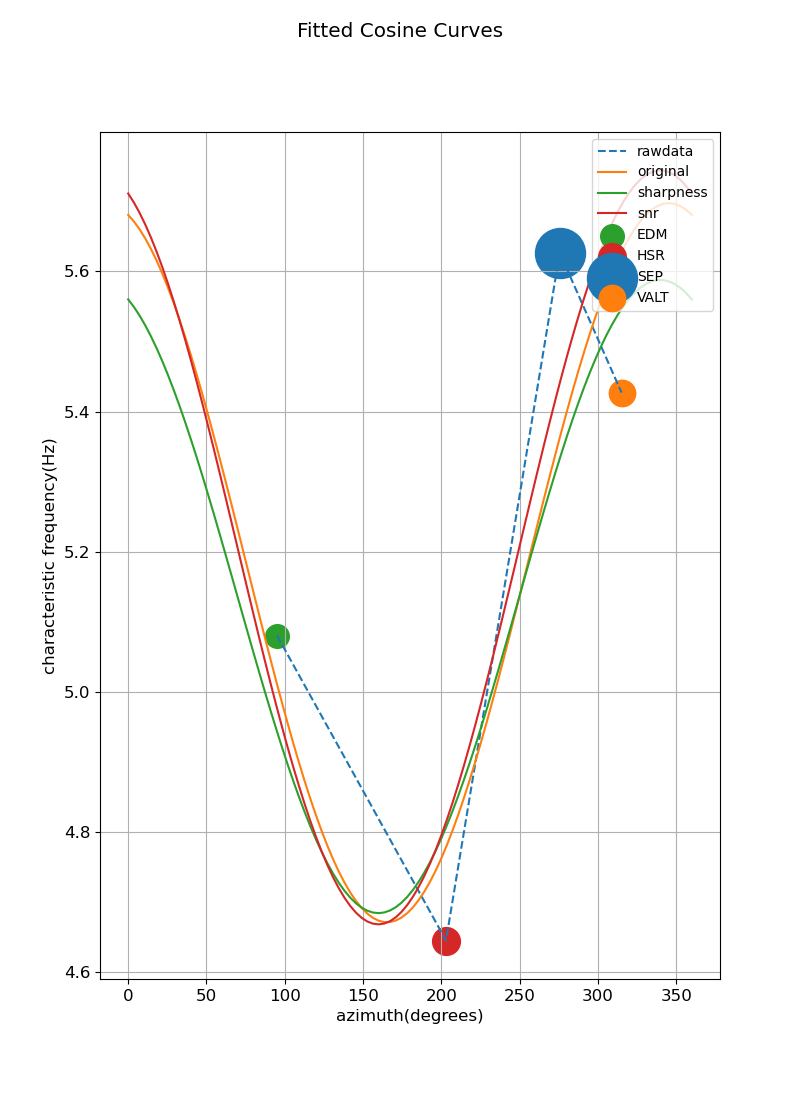 Fitted Cosine Curves
rawdata
original
sharpness
snr
EDM
HSR
SEP
VALT
characteristic frequency(Hz)
5.6
5.4
5.2
5.0
4.8
4.6
0 50 100 150 200 250 300 350
azimuth(degrees)